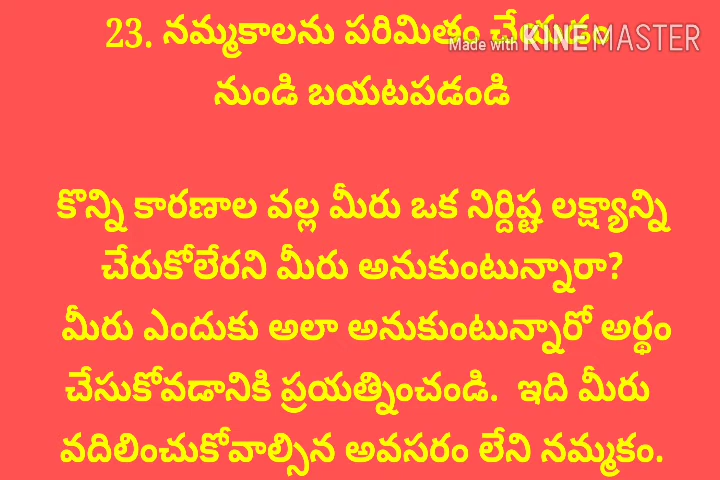 23. నమ్మకాలను పరిమితం చేయడం
Made with KINEMASTER
నుండి బయటపడండి
కొన్ని కారణాల వల్ల మీరు ఒక నిర్దిష్ట లక్ష్యాన్ని
చేరుకోలేరని మీరు అనుకుంటున్నారా?
మీరు ఎందుకు అలా అనుకుంటున్నారో అర్థం
చేసుకోవడానికి ప్రయత్నించండి. ఇది మీరు
వదిలించుకోవాల్సిన అవసరం లేని నమ్మకం.